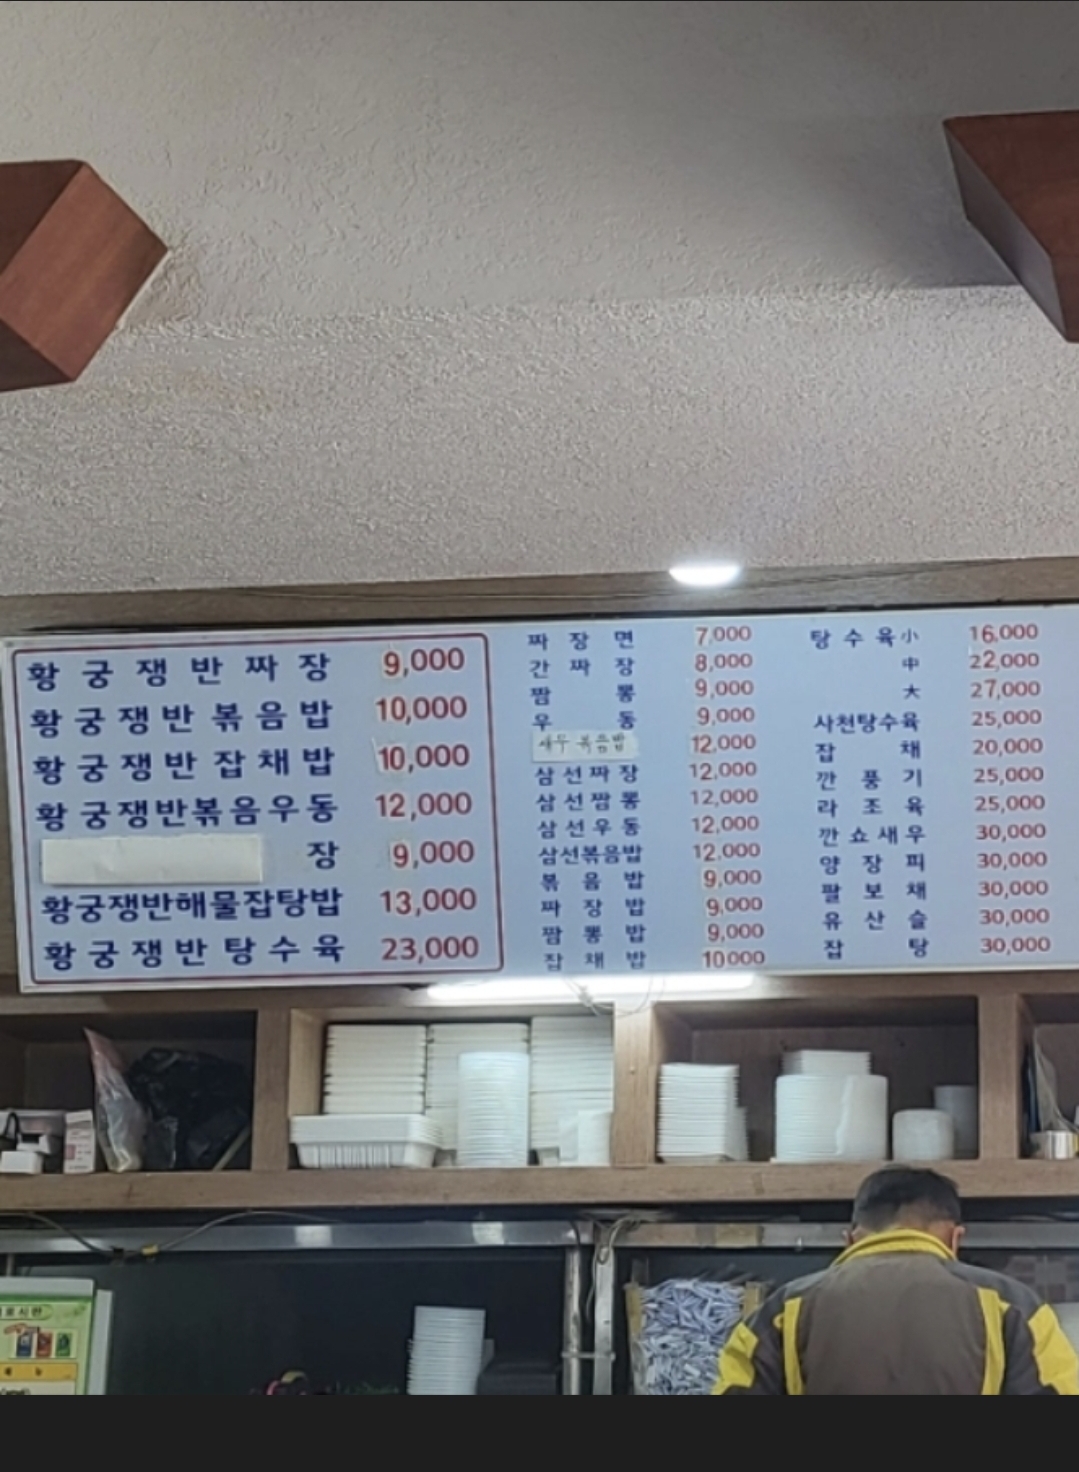 황궁쟁반짜장 9,000
황궁쟁반볶음밥 10,000
황궁쟁반잡채밥 10,000
황궁쟁반볶음우동 12,000
장 9,000
황궁쟁반해물잡탕밥 13,000
황궁쟁반탕수육 23,000
짜장면 7,000
간짜장 8,000
짬뽕 9,000
우동 9,000
새우볶음밥 12,000
삼선짜장 12,000
삼선짬뽕 12,000
삼선우동 12,000
삼선볶음밥 12,000
볶음밥 9,000
짜장밥 9,000
짬뽕밥 9,000
잡채밥 10000
탕수육小 16,000
中 22,000
大 27,000
사천탕수육 25,000
잡채 20,000
깐풍기 25,000
라조육 25,000
깐쇼새우 30,000
양장피 30,000
팔보채 30,000
유산슬 30,000
잡탕 30,000